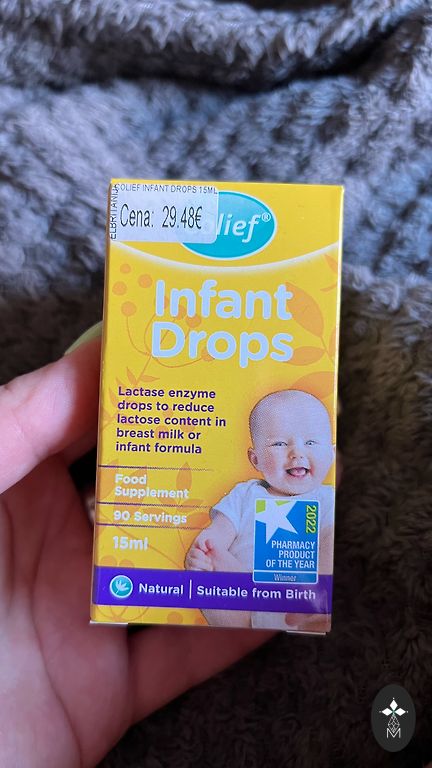 COLIEF INFANT DROPS 15ML
ELBRITANIJA
Cena: 29.48€
lief®
Infant
Drops
Lactase enzyme
drops to reduce
lactose content in
breast milk or
infant formula
Food
Supplement
90 Servings
15ml
2022
PHARMACY
PRODUCT
OF THE YEAR
Winner
Natural | Suitable from Birth
M